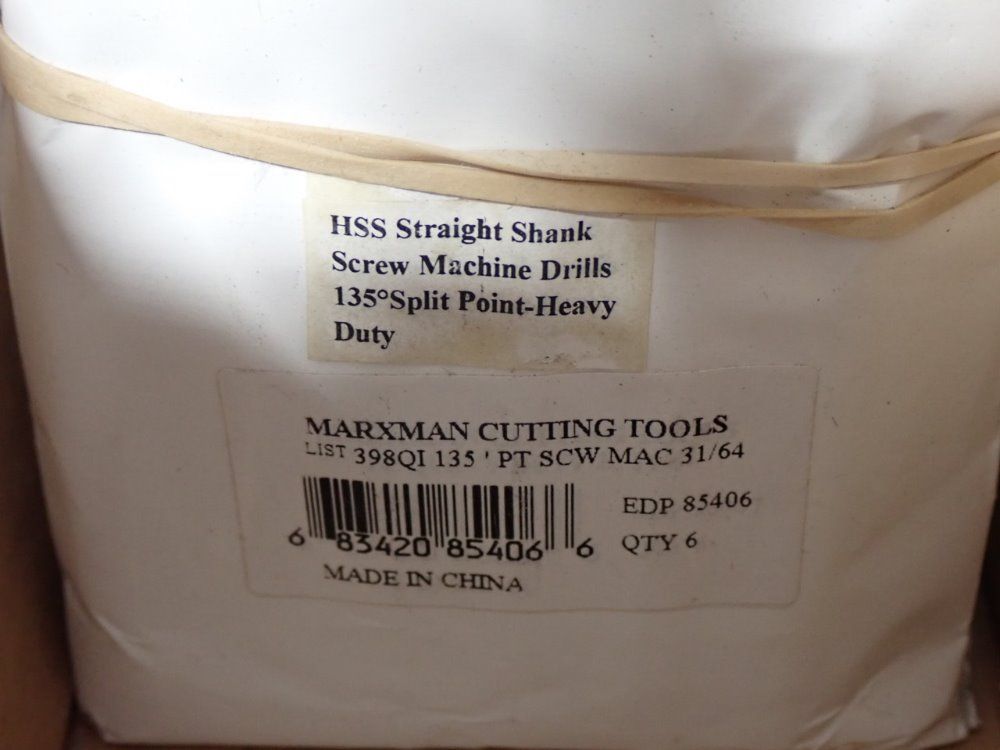 HSS Straight Shank
Screw Machine Drills
135°Split Point-Heavy
Duty
MARXMAN CUTTING TOOLS
LIST 398QI 135 ' PT SCW MAC 31/64
EDP 85406
6 83420 85406 6
QTY 6
MADE IN CHINA